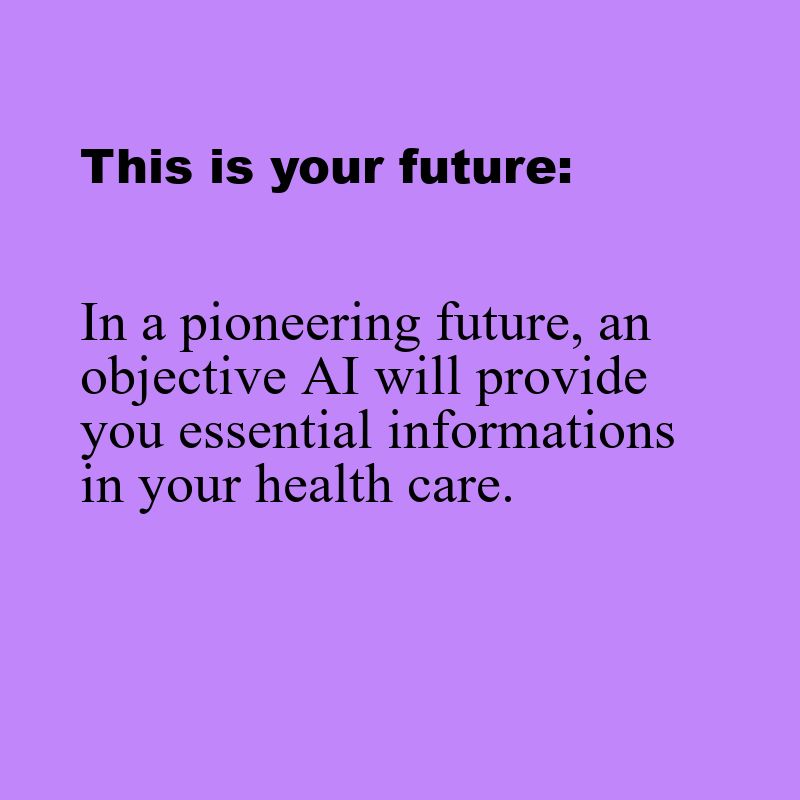 This is your future:
In a pioneering future, an
objective AI will provide
you essential informations
in your health care.